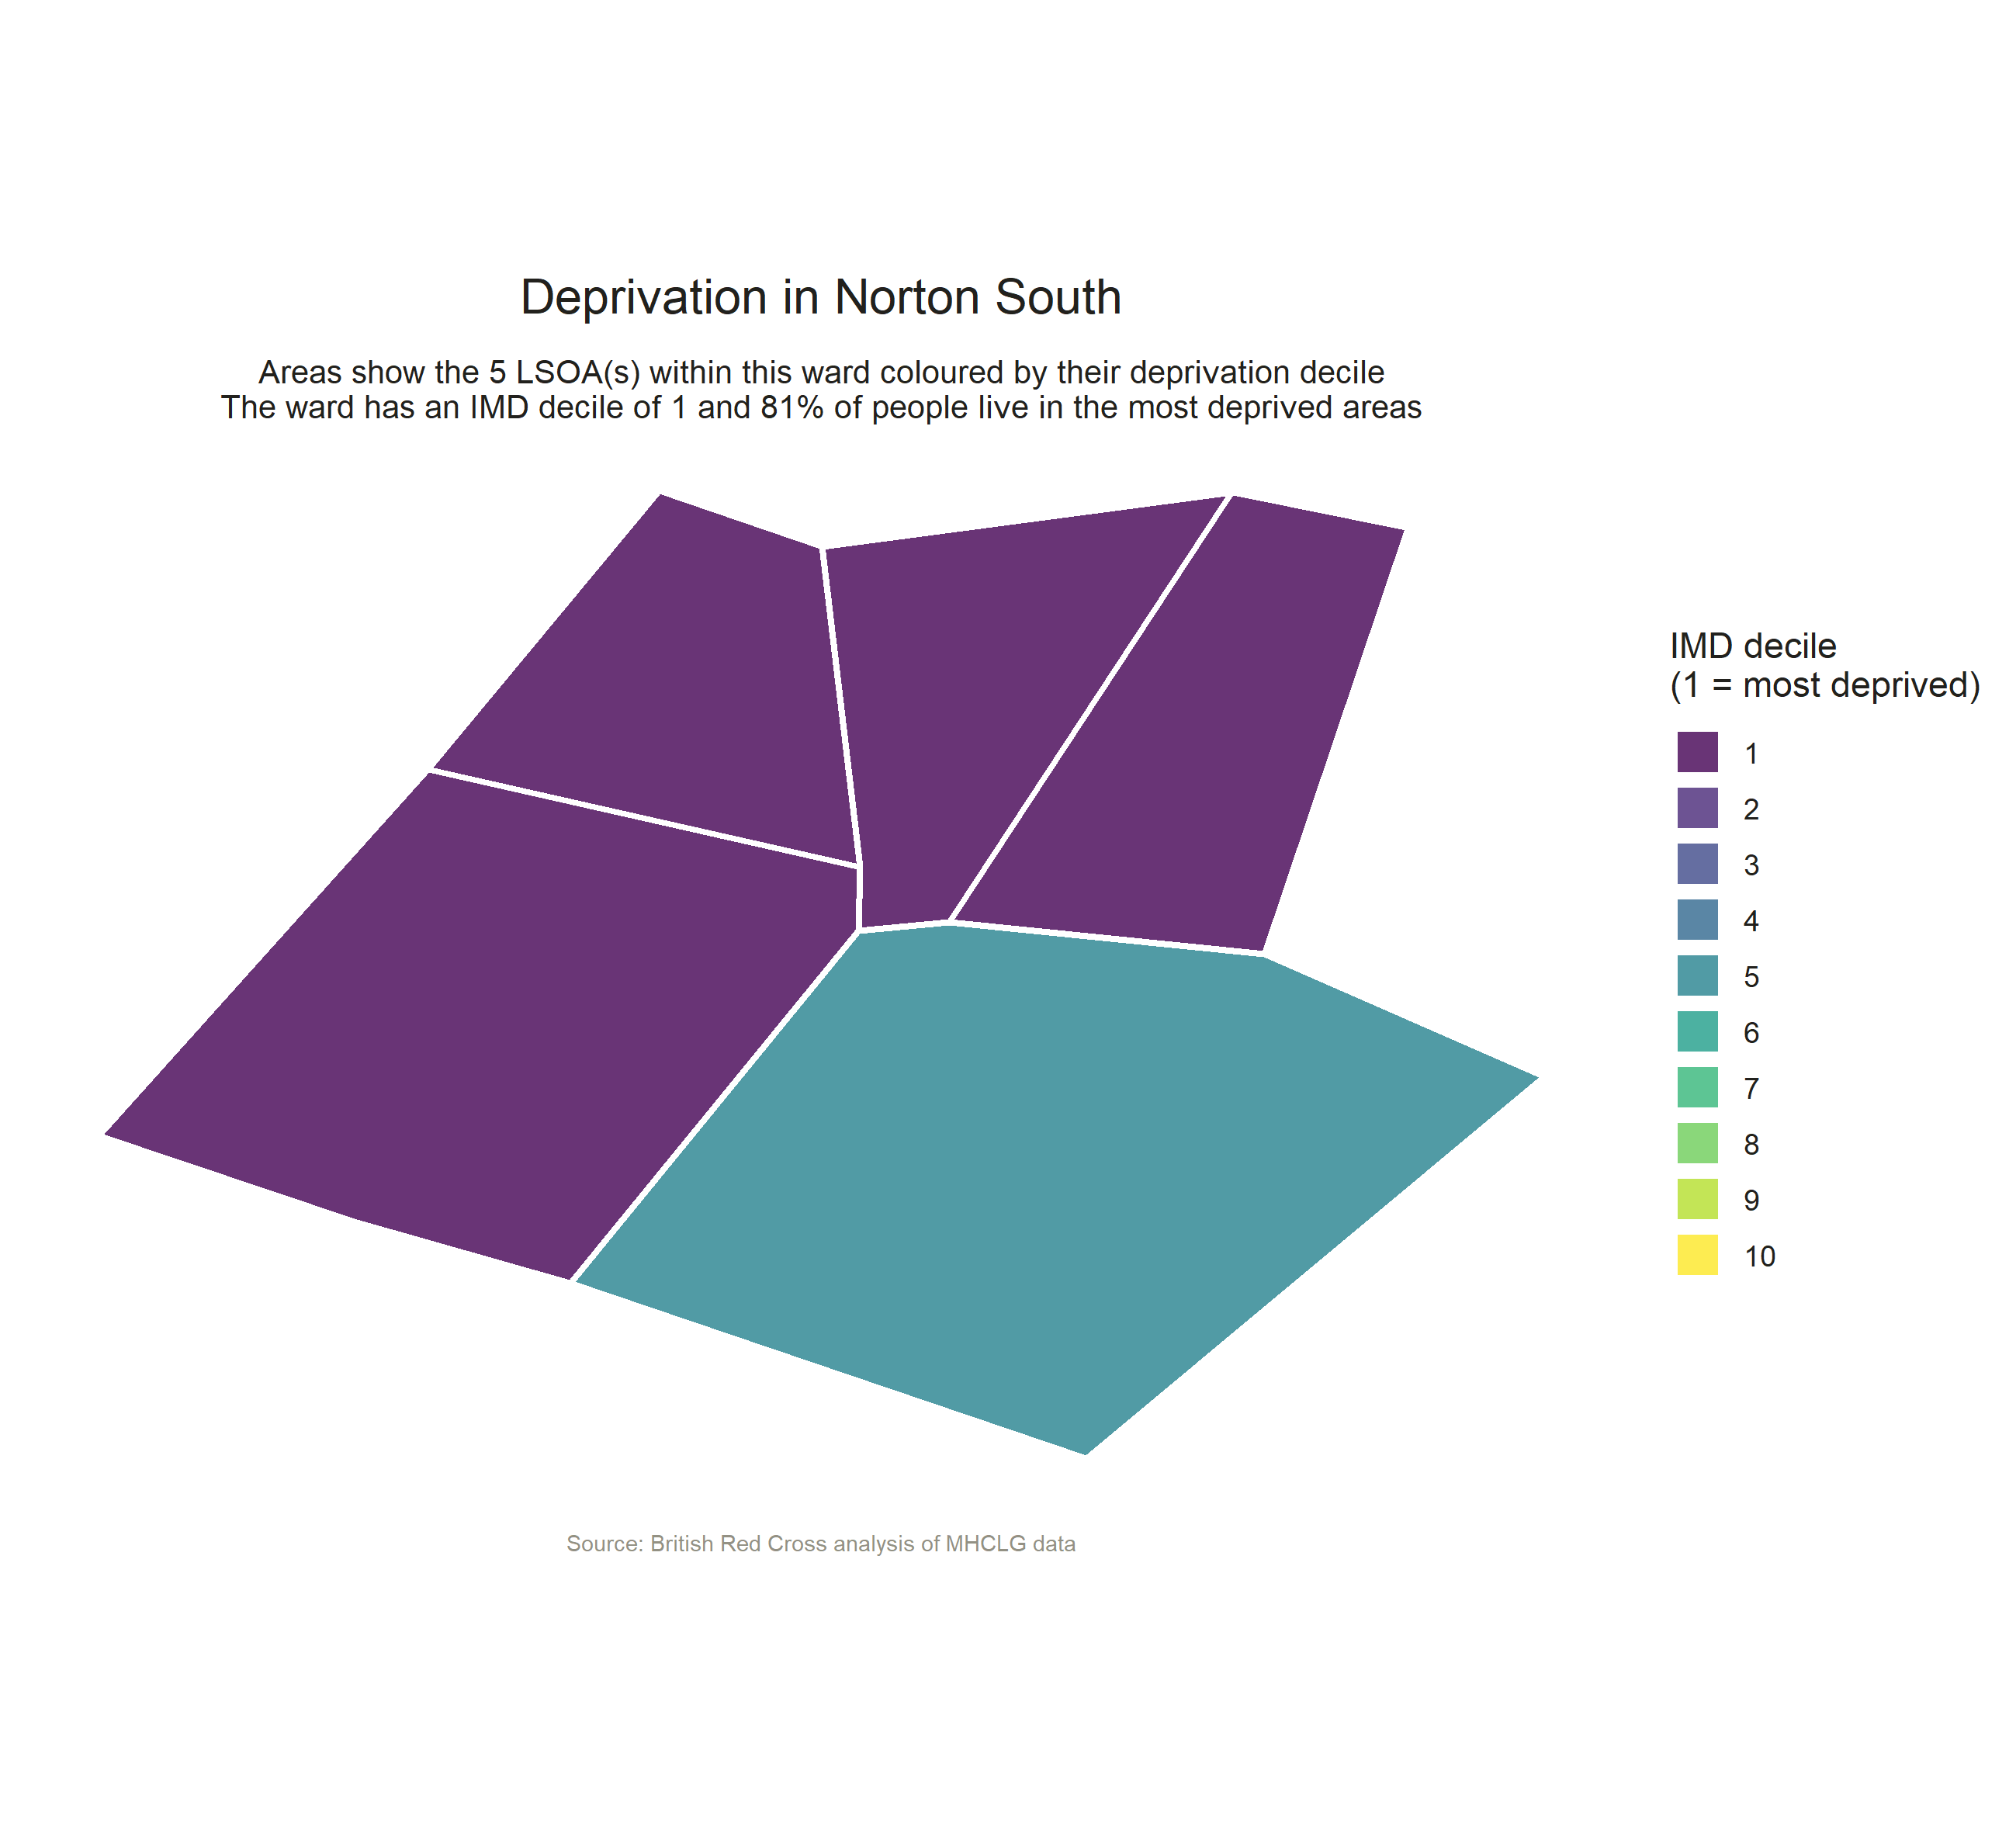 Deprivation in Norton South
Areas show the 5 LSOA(s) within this ward coloured by their deprivation decile
The ward has an IMD decile of 1 and 81% of people live in the most deprived areas
IMD decile
(1 = most deprived)
1
2
3
4
5
6
7
8
9
10
Source: British Red Cross analysis of MHCLG data